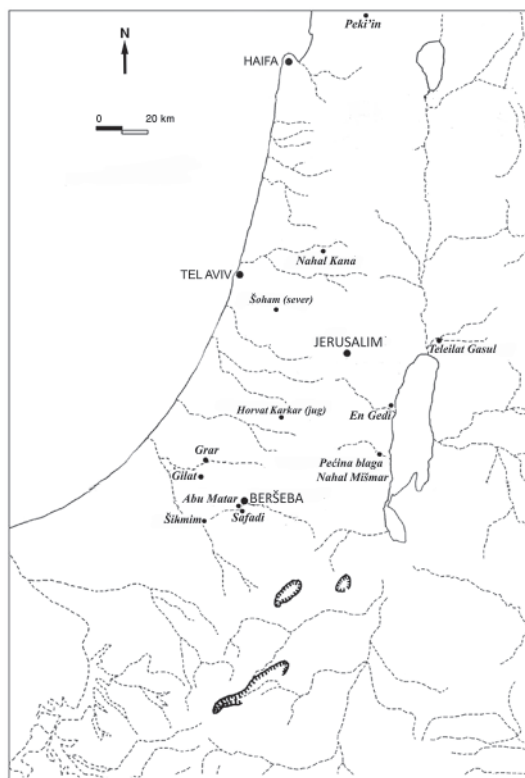 Peki'in
N
HAIFA
0 20 km
Nahal Kana
TEL AVIV
Šoham (sever)
JERUSALIM
Teleilat Gasul
Horvat Karkar (jug)
En Gedi
Grar
Pećina blaga
Nahal Mišmar
Gilat
Abu Matar
BERŠEBA
Šihmim
Safadi